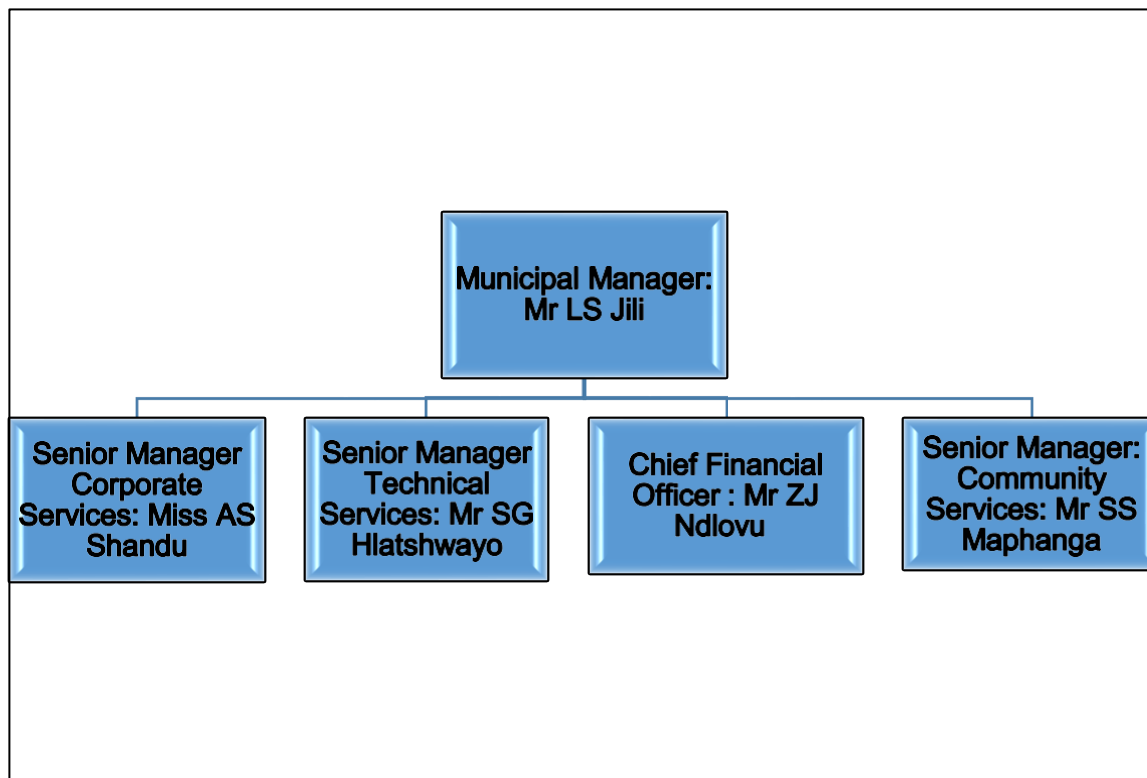 Municipal Manager:
Mr LS Jili
Senior Manager
Corporate
Services: Miss AS
Shandu
Senior Manager
Technical
Services: Mr SG
Hlatshwayo
Chief Financial
Officer : Mr ZJ
Ndlovu
Senior Manager:
Community
Services: Mr SS
Maphanga